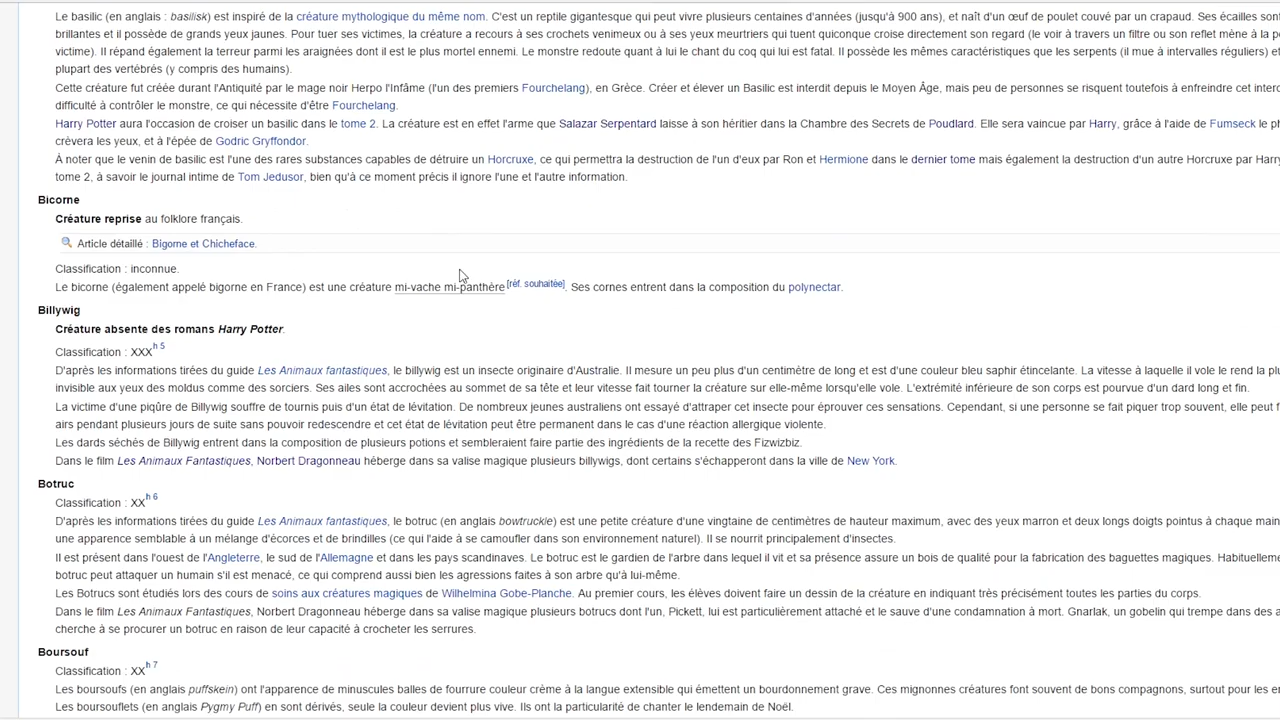 Le basilic (en anglais : basilisk) est inspiré de la créature mythologique du même nom. C'est un reptile gigantesque qui peut vivre plusieurs centaines d'années (jusqu'à 900 ans), et naît d'un œuf de poulet couvé par un crapaud. Ses écailles sont
brillantes et il possède de grands yeux jaunes. Pour tuer ses victimes, la créature a recours à ses crochets venimeux ou à ses yeux meurtriers qui tuent quiconque croise directement son regard (le voir à travers un filtre ou son reflet mène à la
victime). Il répand également la terreur parmi les araignées dont il est le plus mortel ennemi. Le monstre redoute quant à lui le chant du coq qui lui est fatal. Il possède les mêmes caractéristiques que les serpents (il mue à intervalles réguliers) et
plupart des vertébrés (y compris des humains).
Cette créature fut créée durant l'Antiquité par le mage noir Herpo l'Infâme (l'un des premiers Fourchelang), en Grèce. Créer et élever un Basilic est interdit depuis le Moyen Âge, mais peu de personnes se risquent toutefois à enfreindre cet
difficulté à contrôler le monstre, ce qui nécessite d'être Fourchelang.
Harry Potter aura l'occasion de croiser un basilic dans le tome 2. La créature est en effet l'arme que Salazar Serpentard laisse à son héritier dans la Chambre des Secrets de Poudlard. Elle sera vaincue par Harry, grâce à l'aide de Fumseck le
crèvera les yeux, et à l'épée de Godric Gryffondor.
À noter que le venin de basilic est l'une des rares substances capables de détruire un Horcruxe, ce qui permettra la destruction de l'un d'eux par Ron et Hermione dans le dernier tome mais également la destruction d'un autre Horcruxe par
tome 2, à savoir le journal intime de Tom Jedusor, bien qu'à ce moment précis il ignore l'une et l'autre information.
Bicorne
Créature reprise au folklore français.
Article détaillé : Bigorne et Chicheface.
Classification : inconnue.
Le bicorne (également appelé bigorne en France) est une créature mi-vache mi-panthère [réf. souhaitée]. Ses cornes entrent dans la composition du polynectar.
Billywig
Créature absente des romans Harry Potter.
Classification : XXX h 5
D'après les informations tirées du guide Les Animaux fantastiques, le billywig est un insecte originaire d'Australie. Il mesure un peu plus d'un centimètre de long et est d'une couleur bleu saphir étincelante. La vitesse à laquelle il vole le rend la
invisible aux yeux des moldus comme des sorciers. Ses ailes sont accrochées au sommet de sa tête et leur vitesse fait tourner la créature sur elle-même lorsqu'elle vole. L'extrémité inférieure de son corps est pourvue d'un dard long et fin.
La victime d'une piqûre de Billywig souffre de tournis puis d'un état de lévitation. De nombreux jeunes australiens ont essayé d'attraper cet insecte pour éprouver ces sensations. Cependant, si une personne se fait piquer trop souvent, elle peut
airs pendant plusieurs jours de suite sans pouvoir redescendre et cet état de lévitation peut être permanent dans le cas d'une réaction allergique violente.
Les dards séchés de Billywig entrent dans la composition de plusieurs potions et sembleraient faire partie des ingrédients de la recette des Fizwizbiz.
Dans le film Les Animaux Fantastiques, Norbert Dragonneau héberge dans sa valise magique plusieurs billywigs, dont certains s'échapperont dans la ville de New York.
Botruc
Classification : XX h 6
D'après les informations tirées du guide Les Animaux fantastiques, le botruc (en anglais bowtruckle) est une petite créature d'une vingtaine de centimètres de hauteur maximum, avec des yeux marron et deux longs doigts pointus à chaque
une apparence semblable à un mélange d'écorces et de brindilles (ce qui l'aide à se camoufler dans son environnement naturel). Il se nourrit principalement d'insectes.
Il est présent dans l'ouest de l'Angleterre, le sud de l'Allemagne et dans les pays scandinaves. Le botruc est le gardien de l'arbre dans lequel il vit et sa présence assure un bois de qualité pour la fabrication des baguettes magiques.
botruc peut attaquer un humain s'il est menacé, ce qui comprend aussi bien les agressions faites à son arbre qu'à lui-même.
Les Botrucs sont étudiés lors des cours de soins aux créatures magiques de Wilhelmina Gobe-Planche. Au premier cours, les élèves doivent faire un dessin de la créature en indiquant très précisément toutes les parties du corps.
Dans le film Les Animaux Fantastiques, Norbert Dragonneau héberge dans sa valise magique plusieurs botrucs dont l'un, Pickett, lui est particulièrement attaché et le sauve d'une condamnation à mort. Gnarlak, un gobelin qui trempe dans des
cherche à se procurer un botruc en raison de leur capacité à crocheter les serrures.
Boursouf
Classification : XX h 7
Les boursoufs (en anglais puffskein) ont l'apparence de minuscules balles de fourrure couleur crème à la langue extensible qui émettent un bourdonnement grave. Ces mignonnes créatures font souvent de bons compagnons, surtout pour les
Les boursouflets (en anglais Pygmy Puff) en sont dérivés, seule la couleur devient plus vive. Ils ont la particularité de chanter le lendemain de Noël.